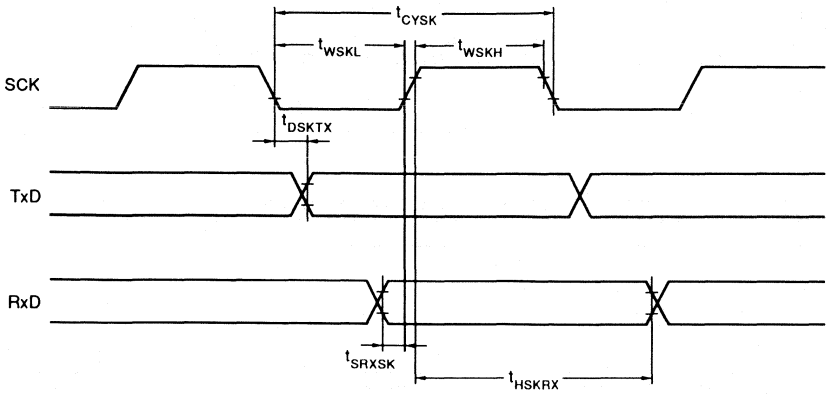 tCYSK
tWSKL
tWSKH
SCK
tDSKTX
TxD
RxD
tSRXSK
tHSKRX